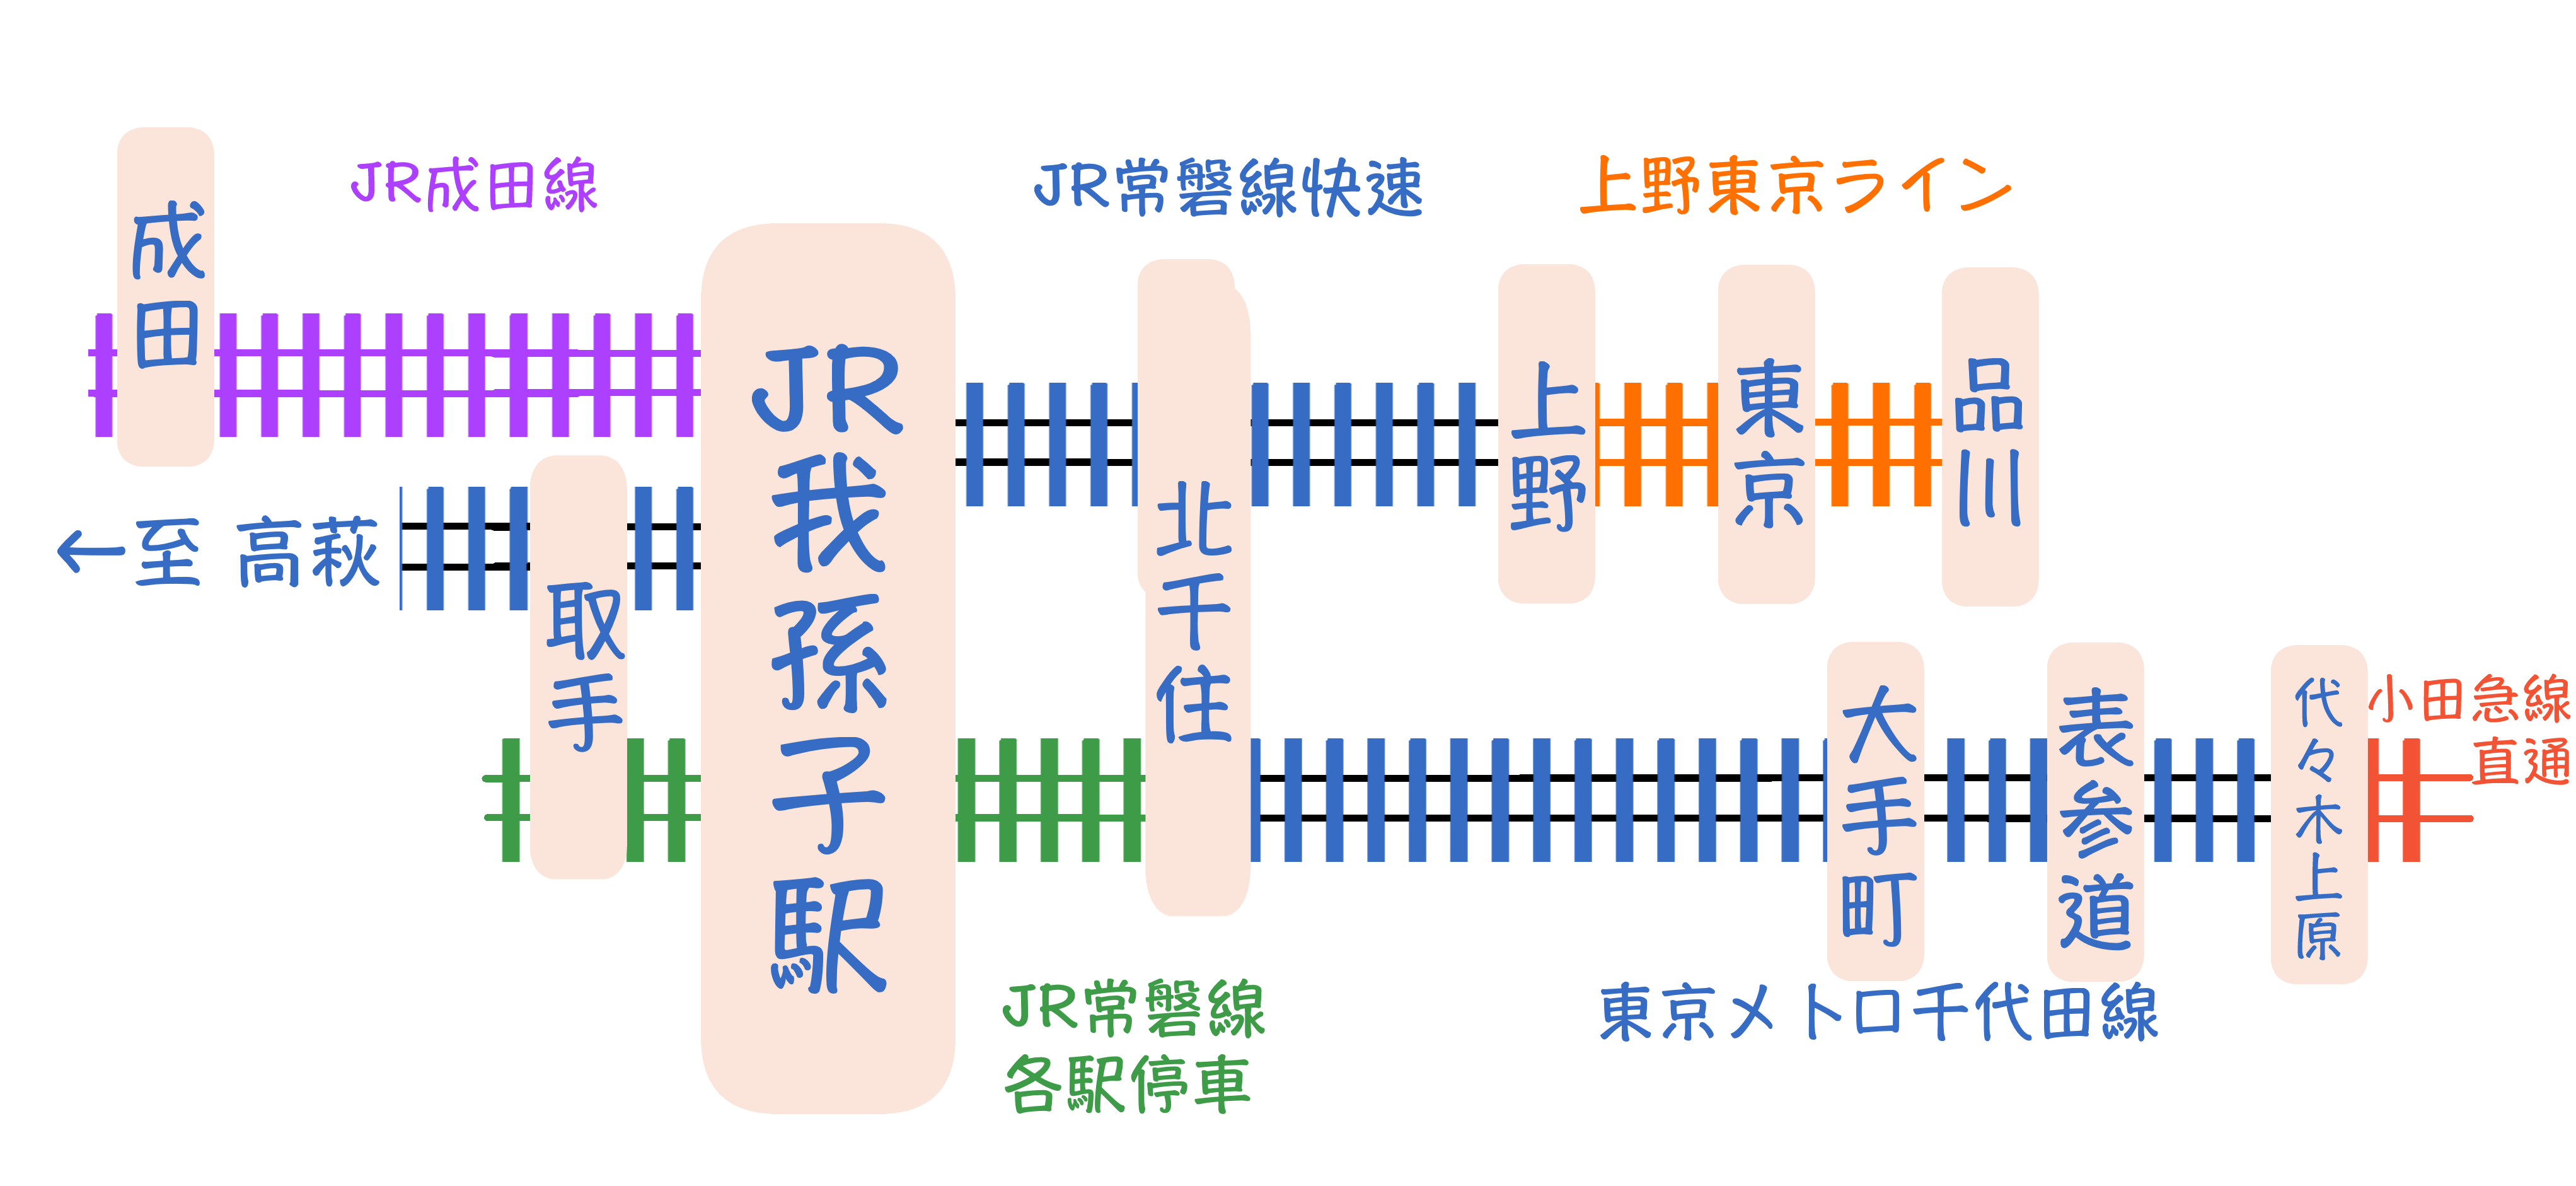 JR成田線
JR常磐線快速
上野東京ライン
成田
←至 高萩
取手
JR我孫子駅
北千住
上野
東京
品川
大手町
表参道
代々木上原
小田急線
直通
JR常磐線
各駅停車
東京メトロ千代田線